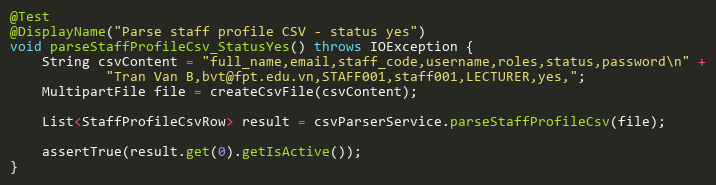 @Test
@DisplayName("Parse staff profile CSV - status yes")
void parseStaffProfileCsv_StatusYes() throws IOException {
    String csvContent = "full_name,email,staff_code,username,roles,status,password\n" +
            "Tran Van B,bvt@fpt.edu.vn,STAFF001,staff001,LECTURER,yes,";
    MultipartFile file = createCsvFile(csvContent);

    List<StaffProfileCsvRow> result = csvParserService.parseStaffProfileCsv(file);

    assertTrue(result.get(0).getIsActive());
}